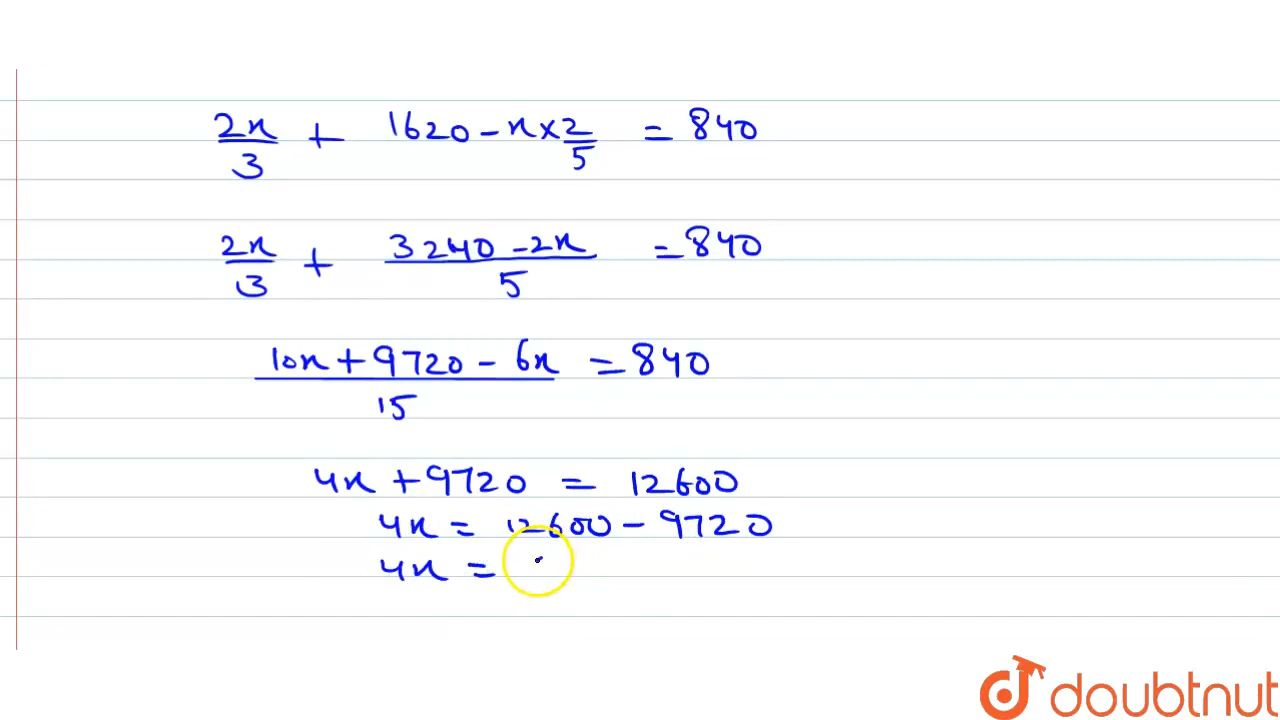 2x/3 + 1620 - x × 2/5 = 840
2x/3 + 3240 - 2x/5 = 840
10x + 9720 - 6x/15 = 840
4x + 9720 = 12600
4x = 12600 - 9720
4x =
doubtnut